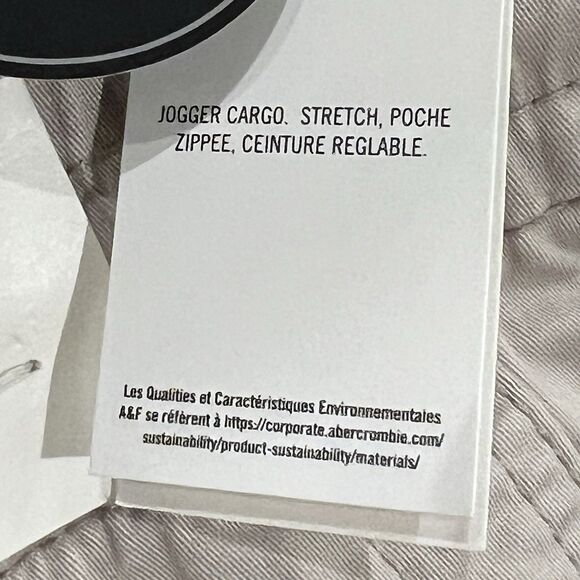 JOGGER CARGO. STRETCH, POCHE
ZIPPEE, CEINTURE REGLABLE.
Les Qualities et Caractéristiques Environnementales
A&F se réfèrent à https://corporate.abercrombie.com/
sustainability/product-sustainability/materials/